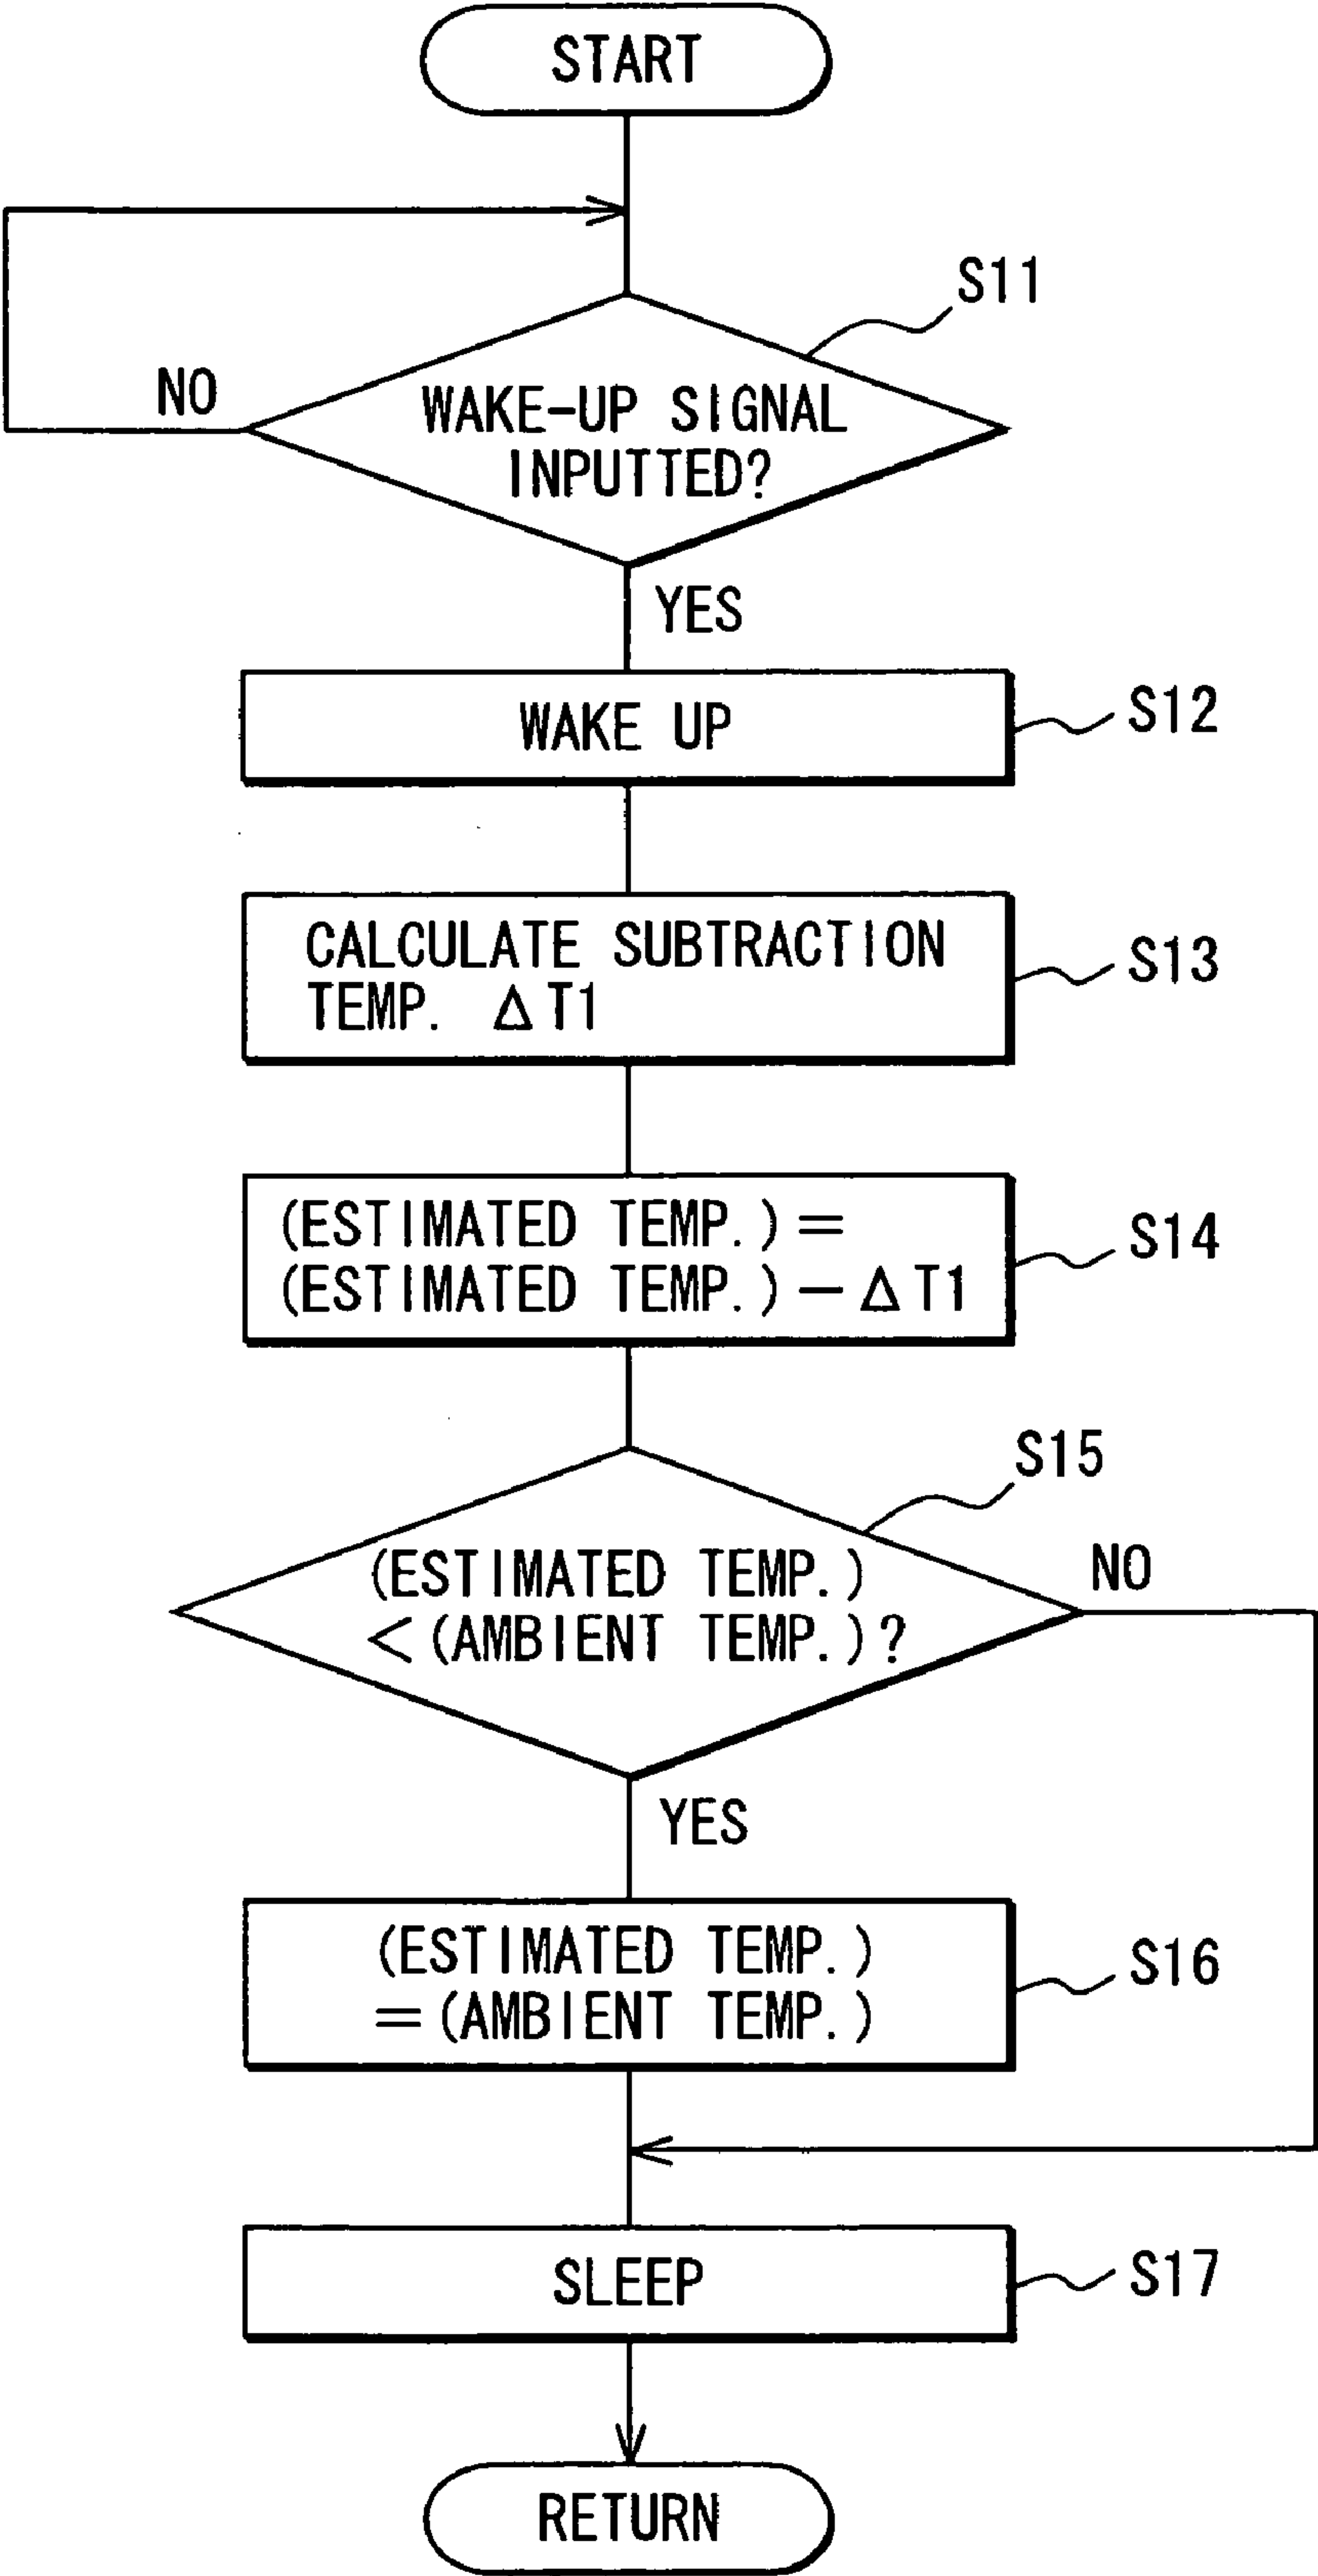 START
S11
NO
WAKE-UP SIGNAL
INPUTTED?
YES
WAKE UP
S12
CALCULATE SUBTRACTION
TEMP. ΔT1
S13
(ESTIMATED TEMP.)=
(ESTIMATED TEMP.)-ΔT1
S14
S15
(ESTIMATED TEMP.)
<(AMBIENT TEMP.)?
NO
YES
(ESTIMATED TEMP.)
=(AMBIENT TEMP.)
S16
SLEEP
S17
RETURN